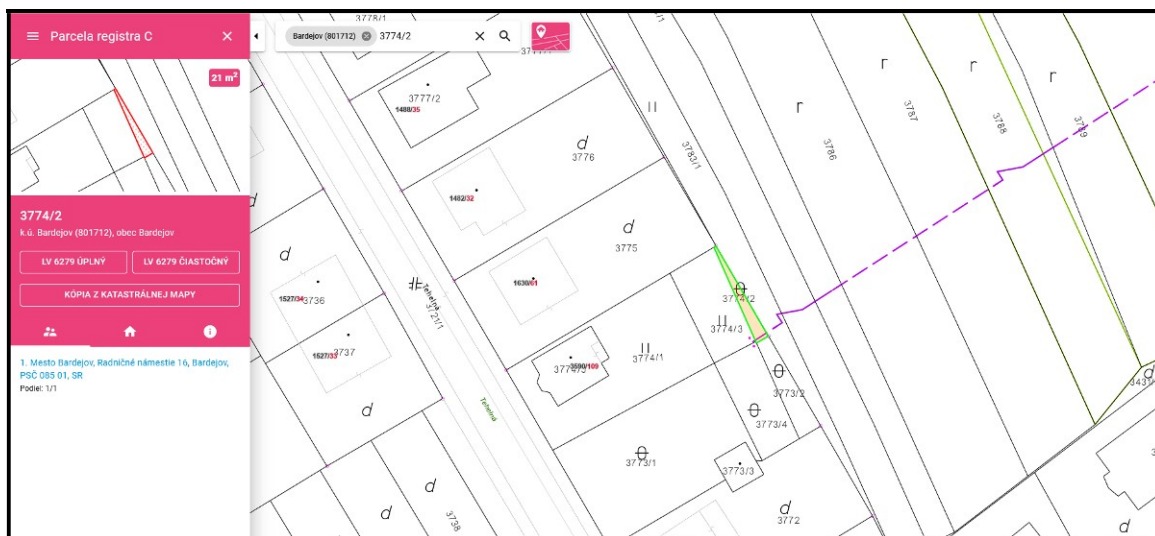 Parcela registra C
21 m²
3774/2
k.ú. Bardejov (801712), obec Bardejov
LV 6279 ÚPLNÝ
LV 6279 ČIASTOČNÝ
KÓPIA Z KATASTRÁLNEJ MAPY
1. Mesto Bardejov, Radničné námestie 16, Bardejov,
PSČ 085 01, SR
Podiel: 1/1
Bardejov (801712)
3774/2
3778/1
3777/2
1488/35
d
3776
1482/32
d
3775
1630/61
d
3736
1527/34
3737
1527/33
d
Tehelná
3721/1
Tehelná
3774/2
3774/3
3774/1
3590/109
3773/2
3773/4
3773/1
3773/3
d
3772
d
d
3738
3783/1
r
3786
r
3787
r
3788
r
3789
d
d